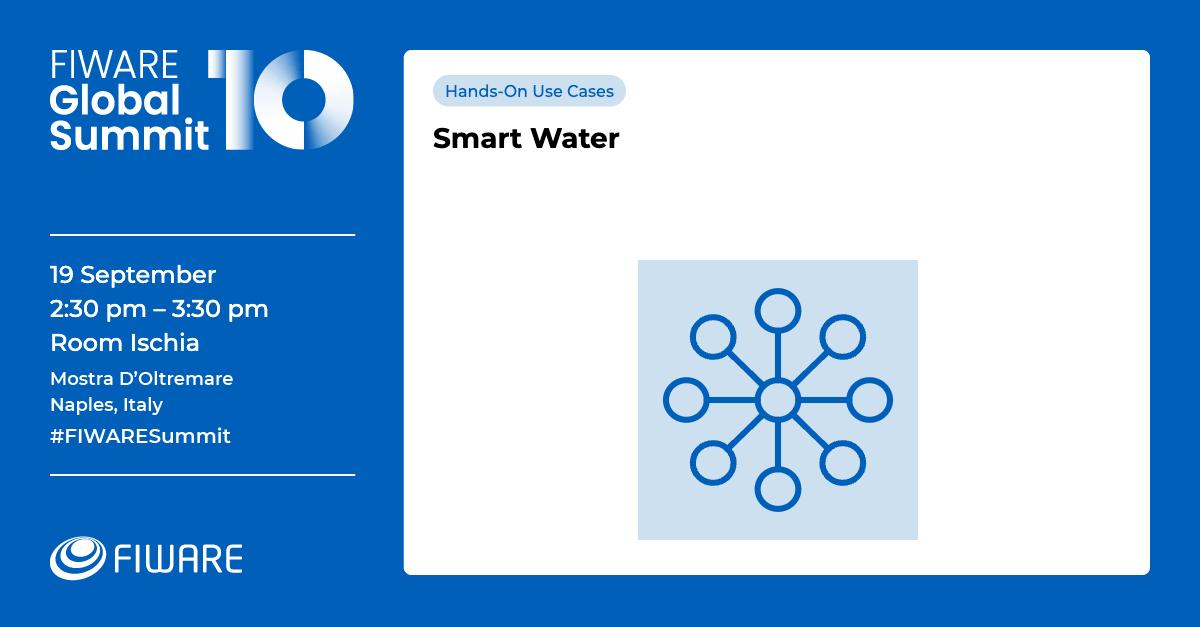 FIWARE
Global
Summit
10
19 September
2:30 pm – 3:30 pm
Room Ischia
Mostra D’Oltremare
Naples, Italy
#FIWARESummit
FIWARE
Hands-On Use Cases
Smart Water